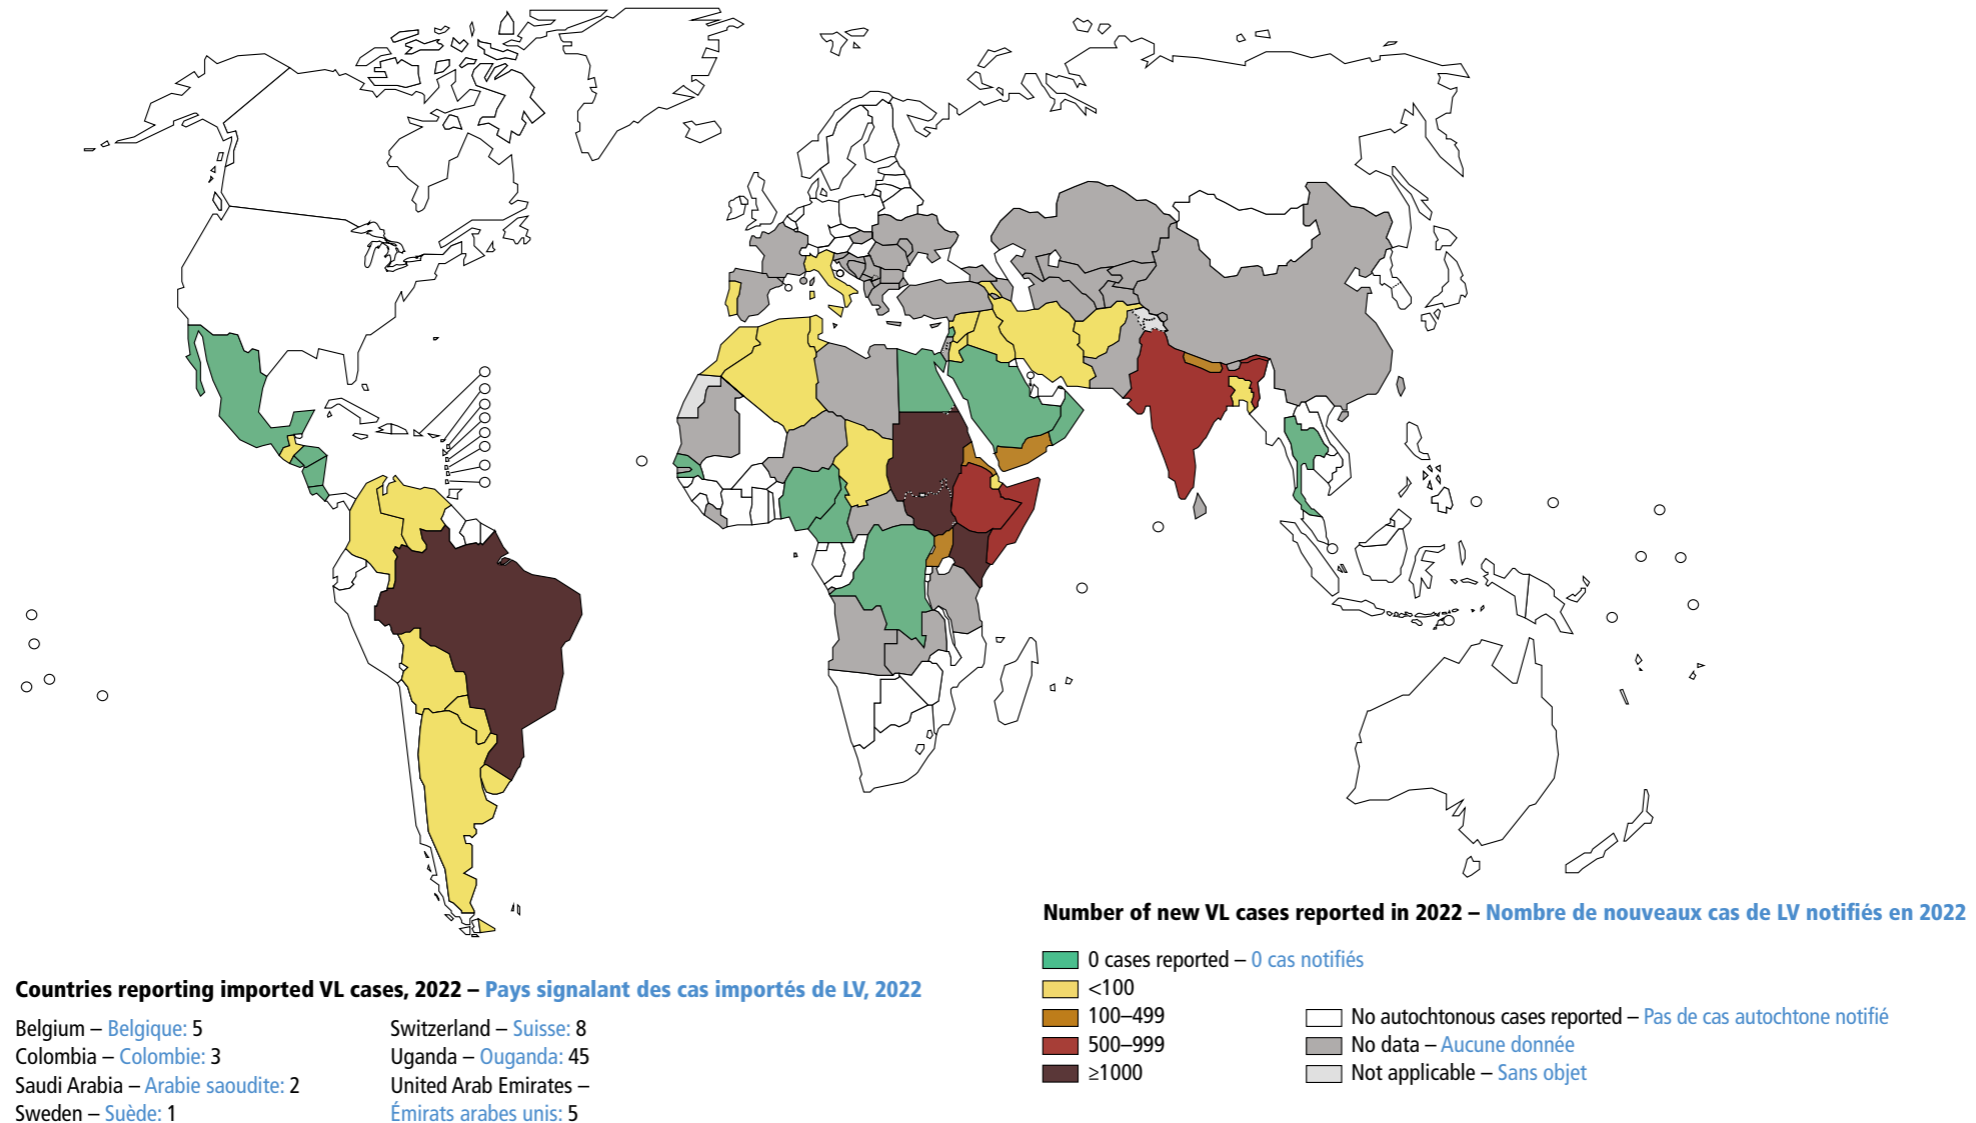 Number of new VL cases reported in 2022 – Nombre de nouveaux cas de LV notifiés en 2022
0 cases reported – 0 cas notifiés
<100
100–499
500–999
≥1000
No autochtonous cases reported – Pas de cas autochtone notifié
No data – Aucune donnée
Not applicable – Sans objet
Countries reporting imported VL cases, 2022 – Pays signalant des cas importés de LV, 2022
Belgium – Belgique: 5
Colombia – Colombie: 3
Saudi Arabia – Arabie saoudite: 2
Sweden – Suède: 1
Switzerland – Suisse: 8
Uganda – Ouganda: 45
United Arab Emirates –
Émirats arabes unis: 5